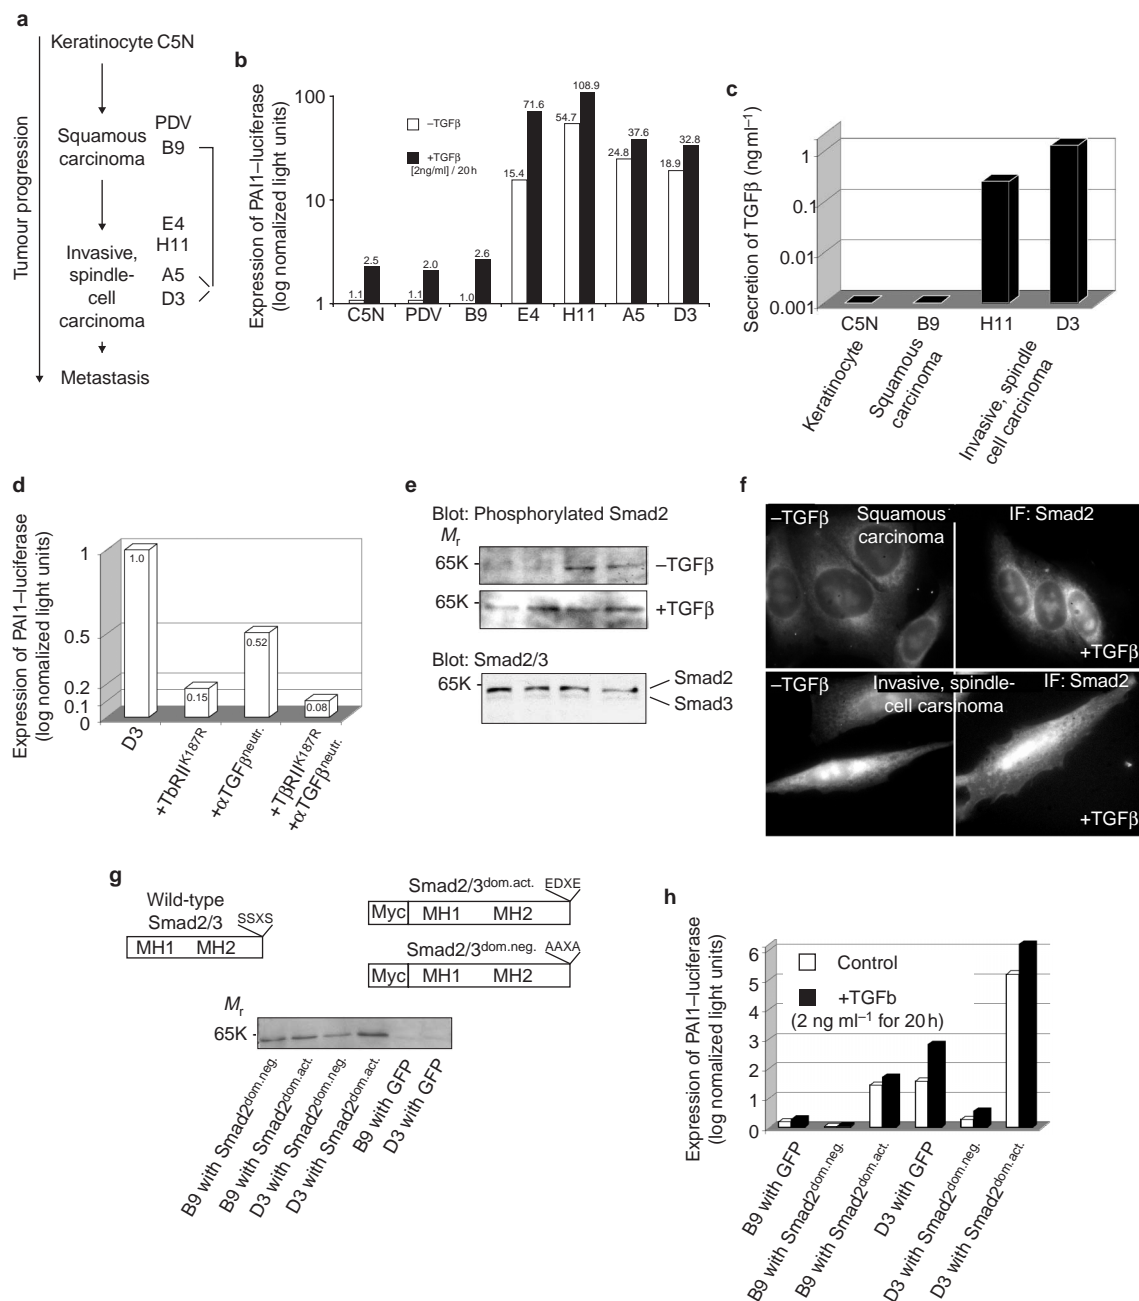 a
Tumour progression
Keratinocyte C5N
Squamous
carcinoma
PDV
B9
Invasive,
spindle-
cell
carcinoma
E4
H11
A5
D3
Metastasis
b
Expression of PAI1–luciferase
(log nomalized light units)
100
10
1
–TGFβ
+TGFβ
[2ng/ml] / 20 h
1.1
2.5
1.1
2.0
1.0
2.6
15.4
71.6
54.7
108.9
24.8
37.6
18.9
32.8
C5N PDV B9 E4 H11 A5 D3
c
Secretion of TGFβ (ng ml–1)
1
0.1
0.01
0.001
C5N B9 H11 D3
Keratinocyte
Squamous
carcinoma
Invasive, spindle
cell carcinoma
d
Expression of PAI1–luciferase
(log nomalized light units)
1
0.5
0.2
0.1
0
1.0
0.15
0.52
0.08
D3
+TbRIIK187R
+αTGFβneutr.
+TβRIIK187R
+αTGFβneutr.
e
Blot: Phosphorylated Smad2
Mr
65K –TGFβ
65K +TGFβ
Blot: Smad2/3
65K
Smad2
Smad3
f
–TGFβ Squamous IF: Smad2
carcinoma
+TGFβ
–TGFβ Invasive, spindle- IF: Smad2
cell carsinoma
+TGFβ
g
Wild-type
Smad2/3 SSXS
MH1 MH2
Smad2/3dom.act. EDXE
Myc MH1 MH2
Smad2/3dom.neg. AAXA
Myc MH1 MH2
Mr
65K
B9 with Smad2dom.neg.
B9 with Smad2dom.act.
D3 with Smad2dom.neg.
D3 with Smad2dom.act.
B9 with GFP
D3 with GFP
h
Expression of PAI1–luciferase
(log nomalized light units)
6
5
4
3
2
1
0
Control
+TGFb
(2 ng ml–1 for 20 h)
B9 with GFP
B9 with Smad2dom.neg.
B9 with Smad2dom.act.
D3 with GFP
D3 with Smad2dom.neg.
D3 with Smad2dom.act.